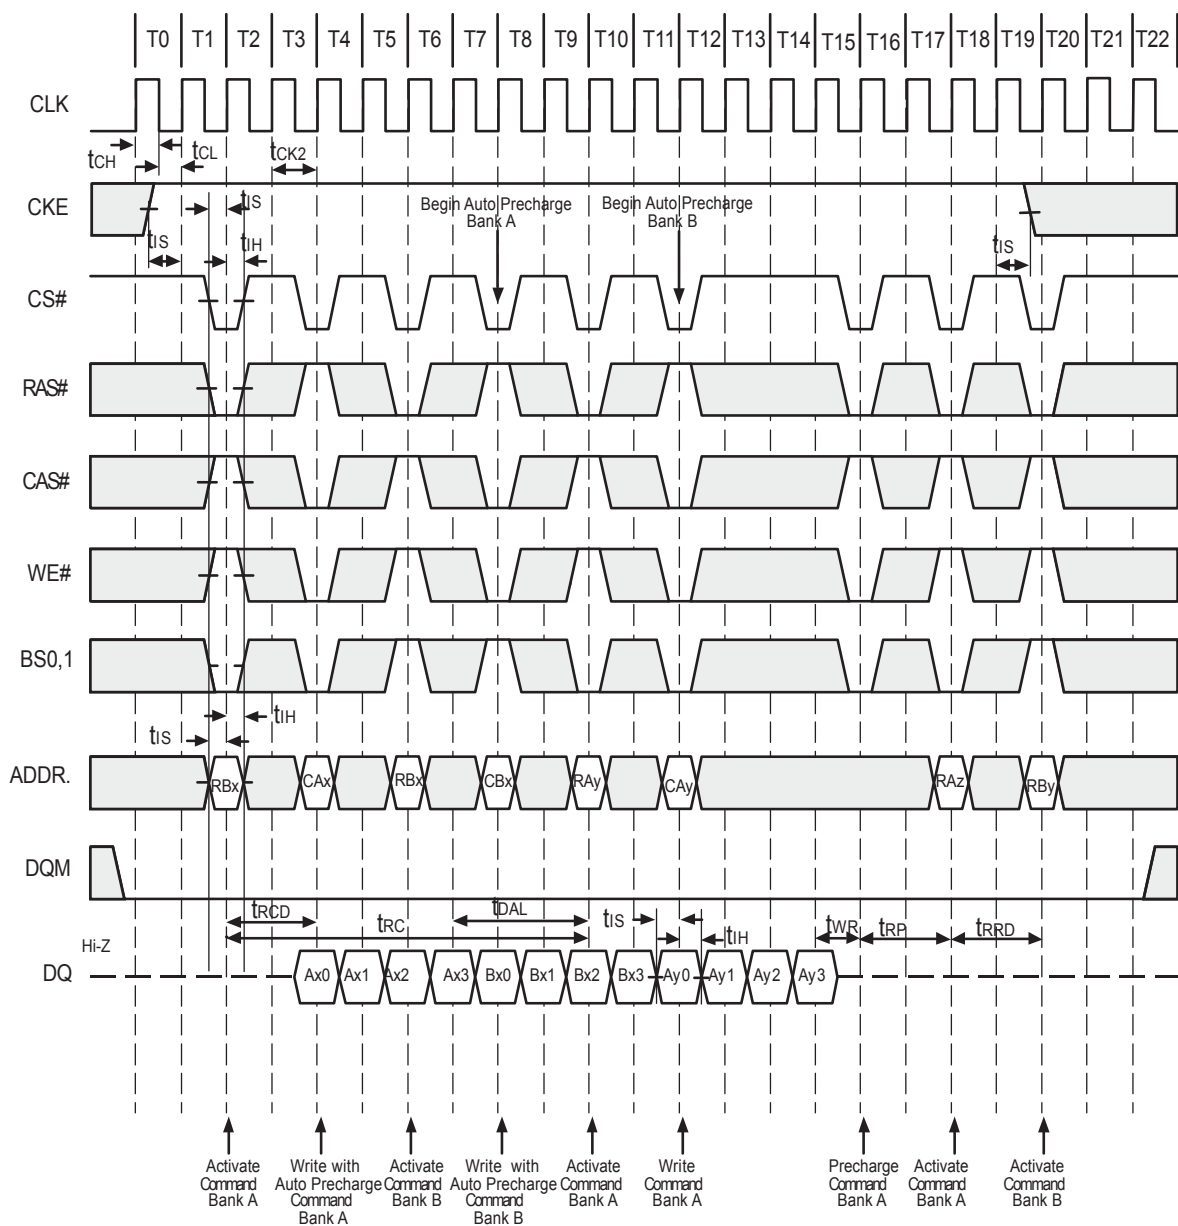 T0 T1 T2 T3 T4 T5 T6 T7 T8 T9 T10 T11 T12 T13 T14 T15 T16 T17 T18 T19 T20 T21 T22
CLK
tCH tCL tCK2
CKE
tIS
Begin Auto Precharge
Bank A
Begin Auto Precharge
Bank B
tIS tIH tIS
CS#
RAS#
CAS#
WE#
BS0,1
tIH
tIS
ADDR.
RBx CAx RBx CBx RAy CAy RAz RBy
DQM
tRCD tDAL tIS tWR tRP tRRD
tRC tIH
Hi-Z
DQ
Ax0 Ax1 Ax2 Ax3 Bx0 Bx1 Bx2 Bx3 Ay0 Ay1 Ay2 Ay3
Activate
Command
Bank A
Write with
Auto Precharge
Command
Bank A
Activate
Command
Bank B
Write with
Auto Precharge
Command
Bank B
Activate
Command
Bank A
Write
Command
Bank A
Precharge
Command
Bank A
Activate
Command
Bank A
Activate
Command
Bank B